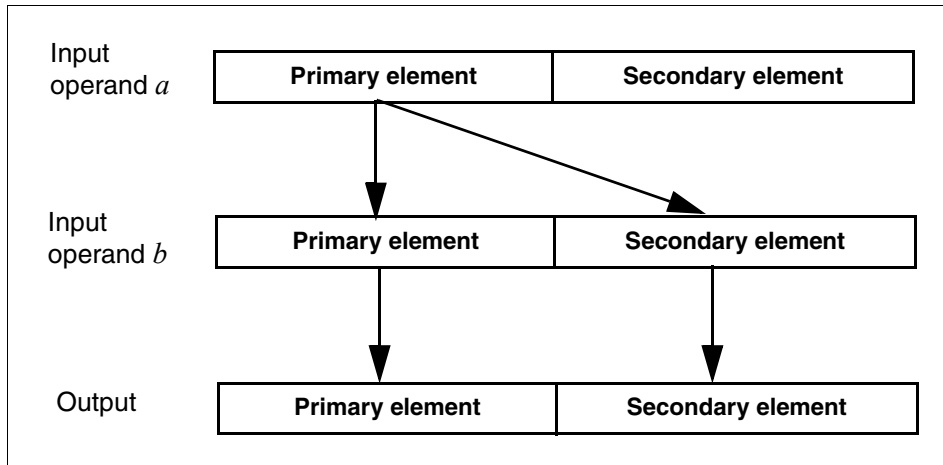 Input
operand a
Primary element Secondary element
Input
operand b
Primary element Secondary element
Output
Primary element Secondary element